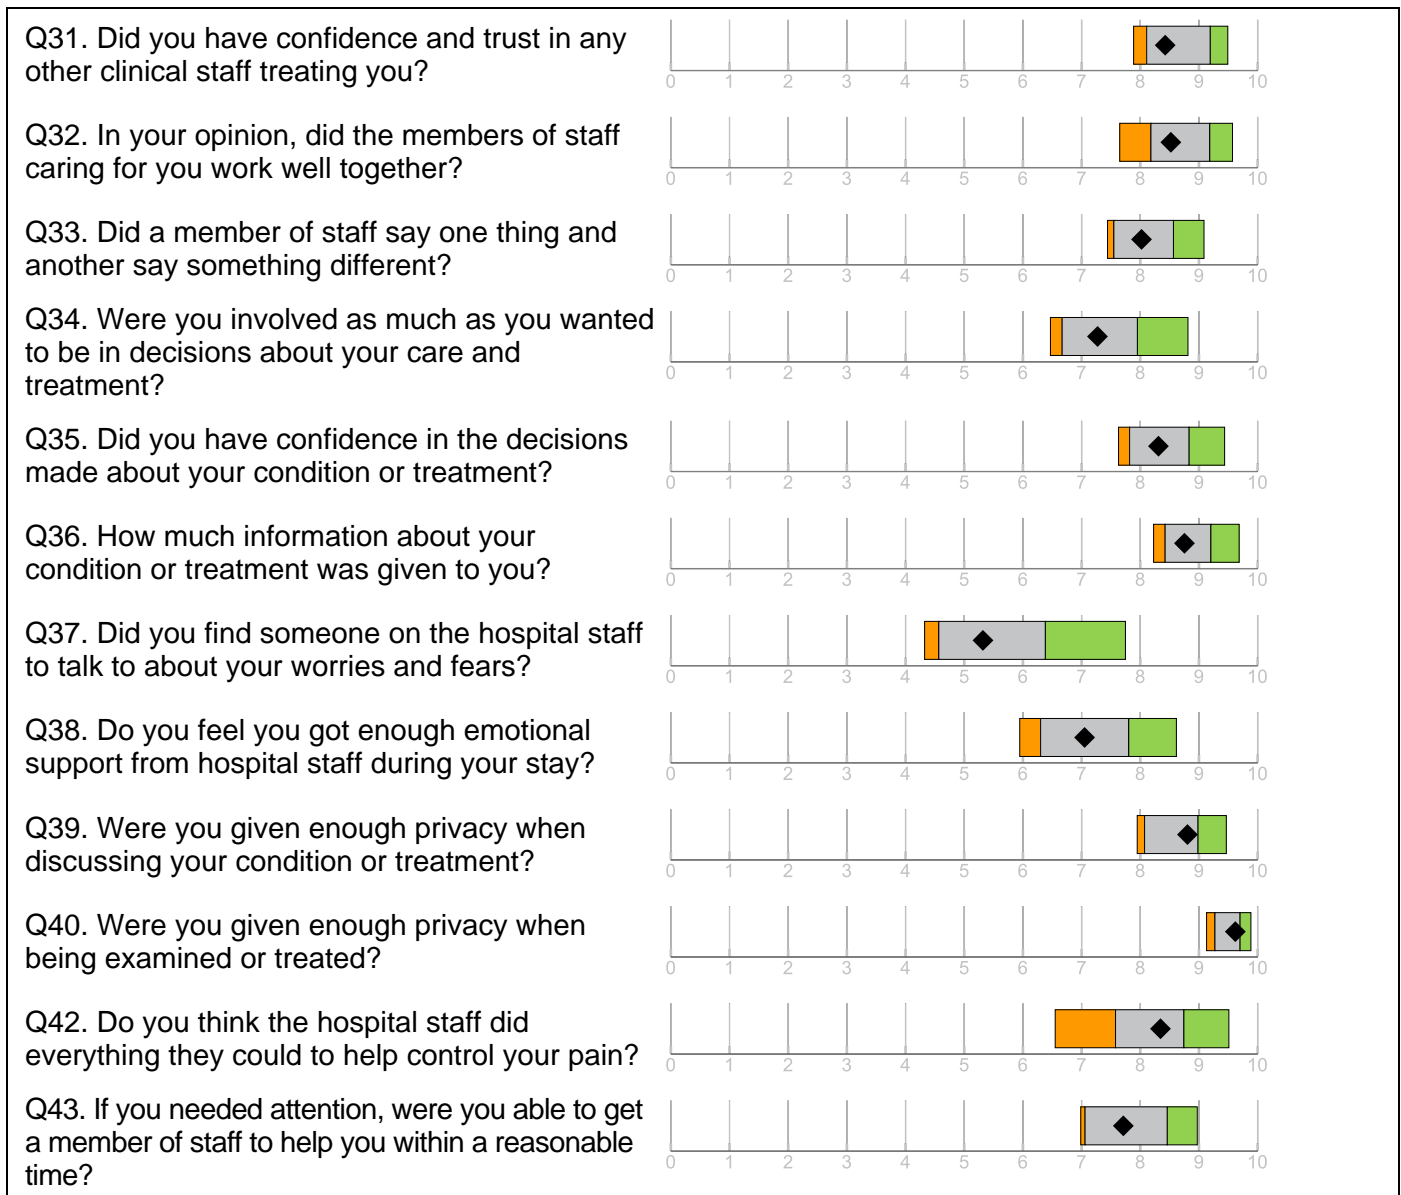 Q31. Did you have confidence and trust in any
other clinical staff treating you?
0 1 2 3 4 5 6 7 8 9 10
Q32. In your opinion, did the members of staff
caring for you work well together?
0 1 2 3 4 5 6 7 8 9 10
Q33. Did a member of staff say one thing and
another say something different?
0 1 2 3 4 5 6 7 8 9 10
Q34. Were you involved as much as you wanted
to be in decisions about your care and
treatment?
0 1 2 3 4 5 6 7 8 9 10
Q35. Did you have confidence in the decisions
made about your condition or treatment?
0 1 2 3 4 5 6 7 8 9 10
Q36. How much information about your
condition or treatment was given to you?
0 1 2 3 4 5 6 7 8 9 10
Q37. Did you find someone on the hospital staff
to talk to about your worries and fears?
0 1 2 3 4 5 6 7 8 9 10
Q38. Do you feel you got enough emotional
support from hospital staff during your stay?
0 1 2 3 4 5 6 7 8 9 10
Q39. Were you given enough privacy when
discussing your condition or treatment?
0 1 2 3 4 5 6 7 8 9 10
Q40. Were you given enough privacy when
being examined or treated?
0 1 2 3 4 5 6 7 8 9 10
Q42. Do you think the hospital staff did
everything they could to help control your pain?
0 1 2 3 4 5 6 7 8 9 10
Q43. If you needed attention, were you able to get
a member of staff to help you within a reasonable
time?
0 1 2 3 4 5 6 7 8 9 10